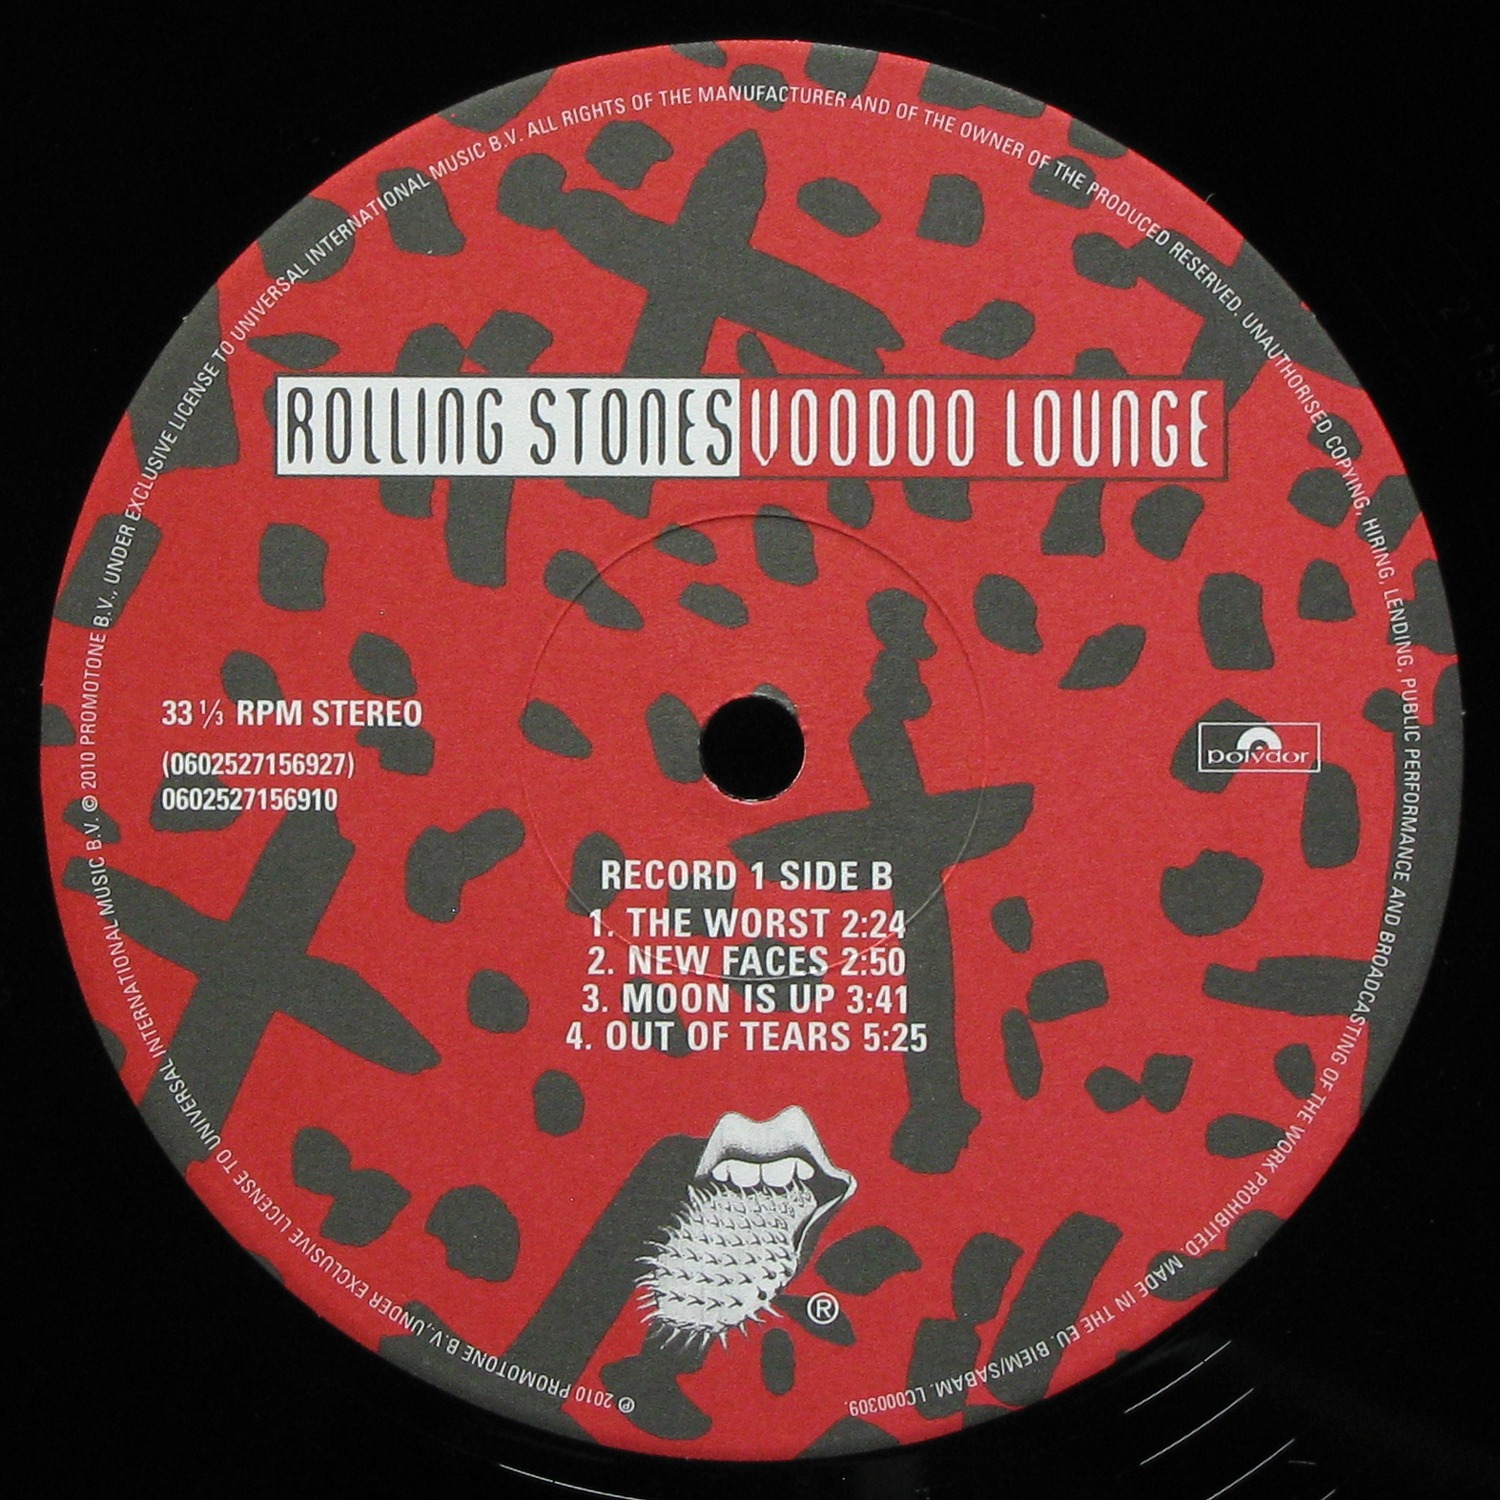 ROLLING STONES VOODOO LOUNGE
33 ⅓ RPM STEREO
(0602527156927)
0602527156910
polydor
RECORD 1 SIDE B
1. THE WORST 2:24
2. NEW FACES 2:50
3. MOON IS UP 3:41
4. OUT OF TEARS 5:25
®
℗ 2010 PROMOTONE B.V., UNDER EXCLUSIVE LICENSE TO UNIVERSAL INTERNATIONAL MUSIC B.V. © 2010 PROMOTONE B.V., UNDER EXCLUSIVE LICENSE TO UNIVERSAL INTERNATIONAL MUSIC B.V. ALL RIGHTS OF THE MANUFACTURER AND OF THE OWNER OF THE PRODUCED RESERVED. UNAUTHORISED COPYING, HIRING, LENDING, PUBLIC PERFORMANCE AND BROADCASTING OF THE WORK PROHIBITED. MADE IN THE EU. BIEM/SABAM. LC000309.